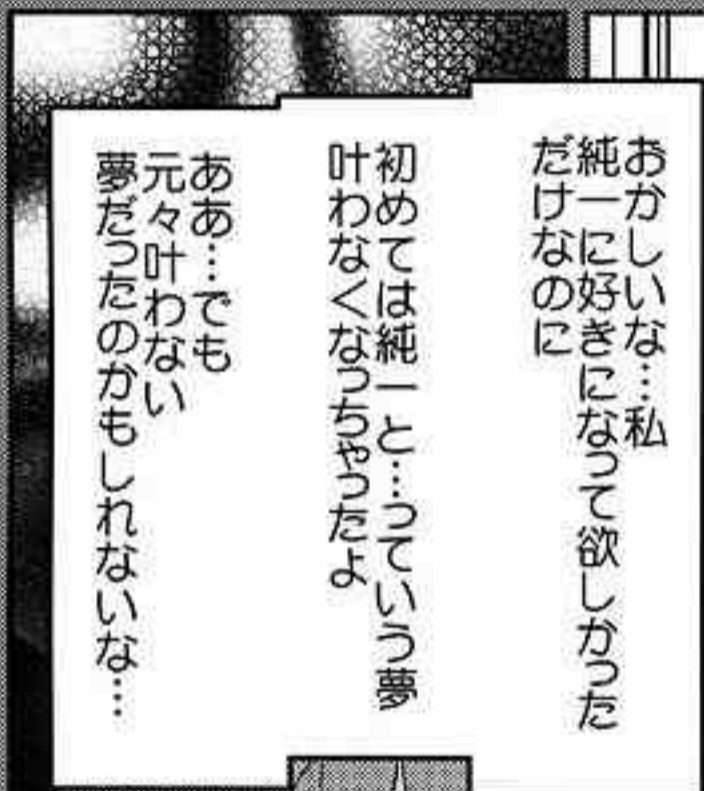 おかしいな…私
純一に好きになって欲しかった
だけなのに
初めては純一と…っていう夢
叶わなくなっちゃったよ
ああ…でも
元々叶わない
夢だったのかもしれないな…